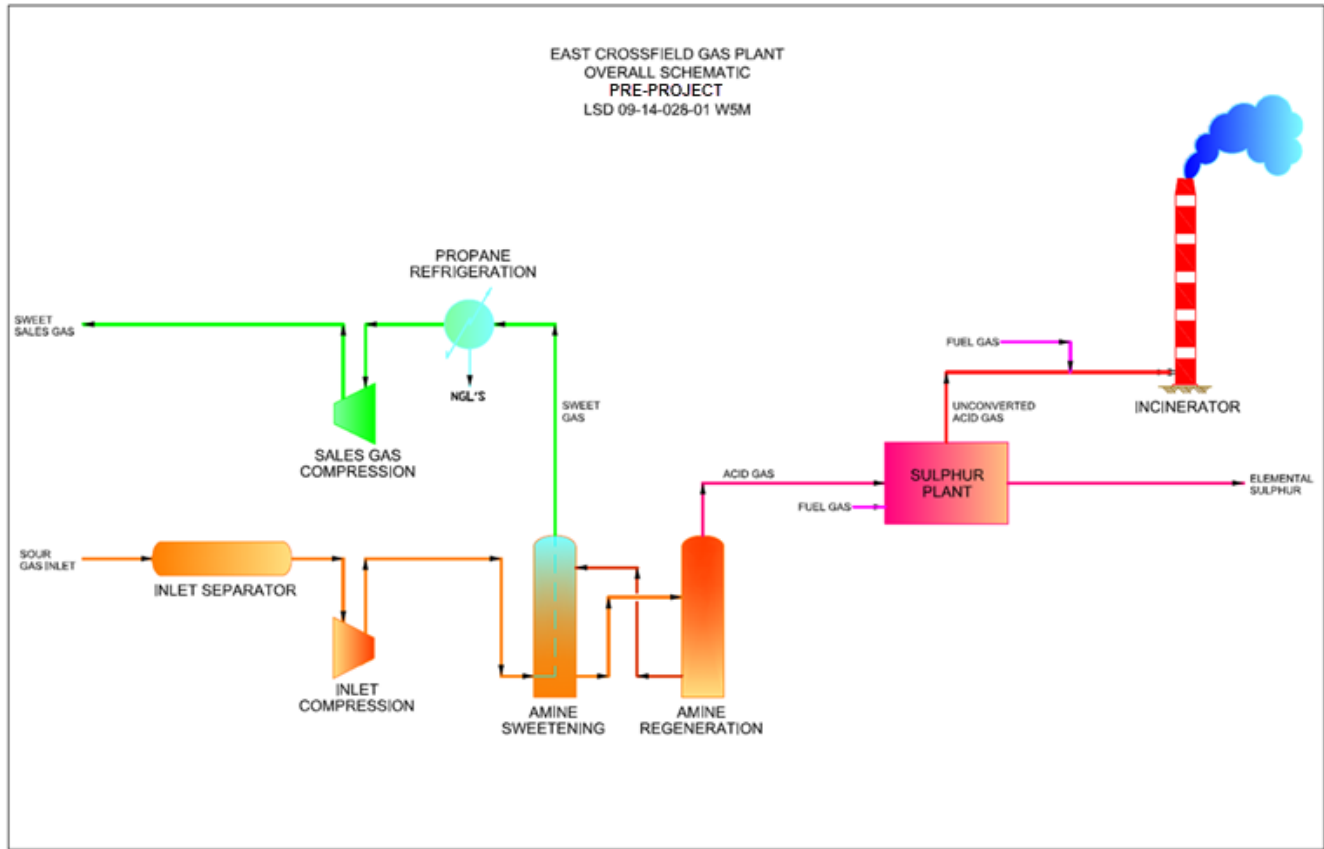 EAST CROSSFIELD GAS PLANT
OVERALL SCHEMATIC
PRE-PROJECT
LSD 09-14-028-01 W5M
PROPANE
REFRIGERATION
SWEET
SALES GAS
NGL'S
SWEET
GAS
SALES GAS
COMPRESSION
FUEL GAS
UNCONVERTED
ACID GAS
INCINERATOR
ACID GAS
FUEL GAS
SULPHUR
PLANT
ELEMENTAL
SULPHUR
SOUR
GAS INLET
INLET SEPARATOR
INLET
COMPRESSION
AMINE
SWEETENING
AMINE
REGENERATION